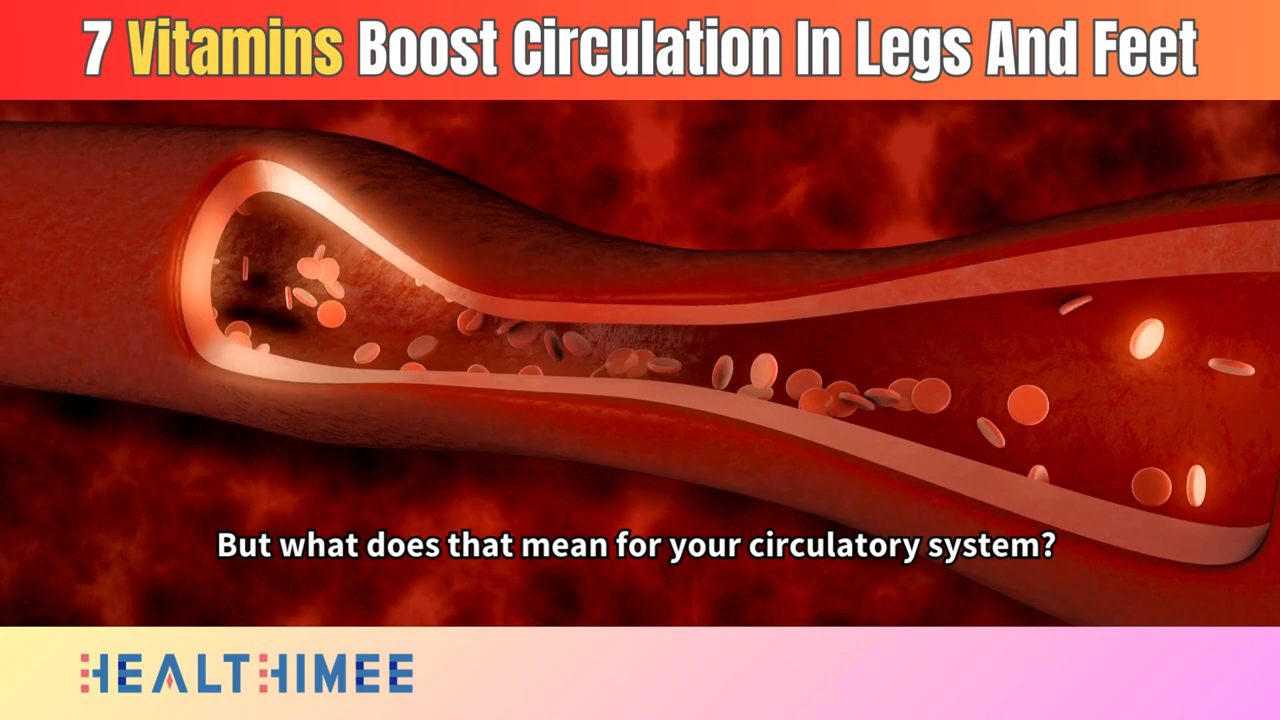 7 Vitamins Boost Circulation In Legs And Feet
But what does that mean for your circulatory system?
HEALTHIMEE